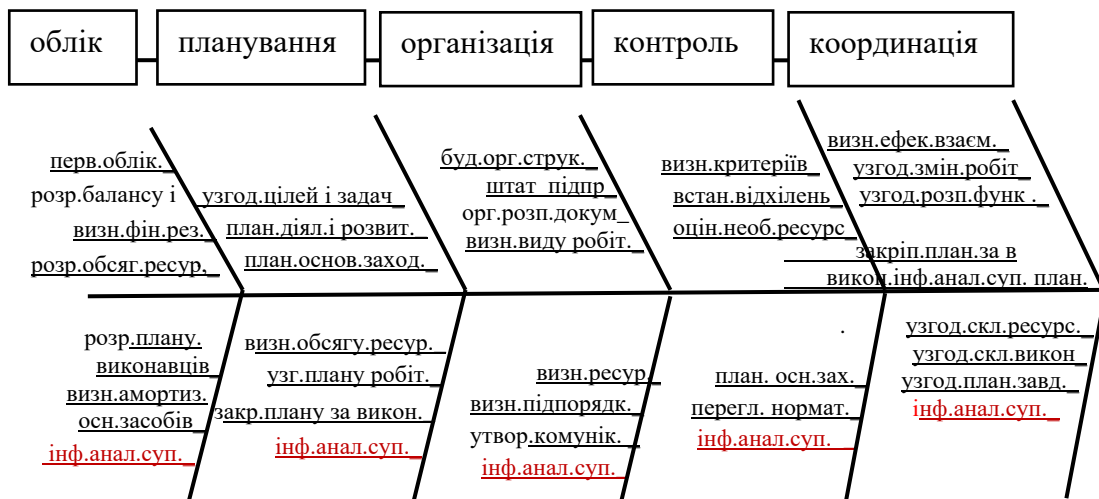 облік
планування
організація
контроль
координація
перв.облік.
розр.балансу і
визн.фін.рез.
розр.обсяг.ресур.
узгод.цілей і задач
план.діял.і розвит.
план.основ.заход.
буд.орг.струк.
штат підпр
орг.розп.докум
визн.виду робіт.
визн.критеріїв
встан.відхілень
оцін.необ.ресурс
визн.ефек.взаєм.
узгод.змін.робіт
узгод.розп.функ .
закріп.план.за в
викон.інф.анал.суп. план.
розр.плану.
виконавців
визн.амортиз.
осн.засобів
інф.анал.суп.
визн.обсягу.ресур.
узг.плану робіт.
закр.плану за викон.
інф.анал.суп.
визн.ресур.
визн.підпорядк.
утвор.комунік.
інф.анал.суп.
.
план. осн.зах.
перегл. нормат.
інф.анал.суп.
узгод.скл.ресурс.
узгод.скл.викон
узгод.план.завд.
інф.анал.суп.